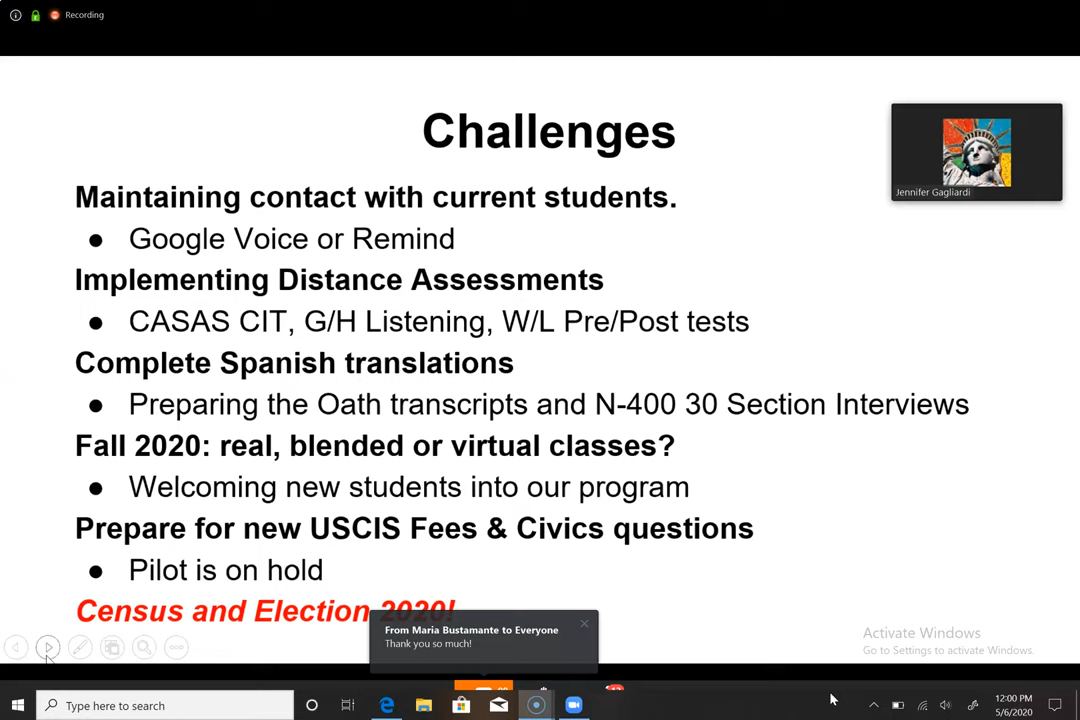 Recording
Challenges
Jennifer Gagliardi
Maintaining contact with current students.
● Google Voice or Remind
Implementing Distance Assessments
● CASAS CIT, G/H Listening, W/L Pre/Post tests
Complete Spanish translations
● Preparing the Oath transcripts and N-400 30 Section Interviews
Fall 2020: real, blended or virtual classes?
● Welcoming new students into our program
Prepare for new USCIS Fees & Civics questions
● Pilot is on hold
Census and Election 2020!
From Maria Bustamante to Everyone
Thank you so much!
Activate Windows
Go to Settings to activate Windows.
Type here to search
12:00 PM
5/6/2020